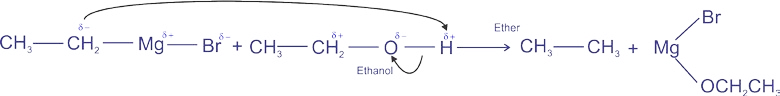 CH₃—CH₂^δ−—Mg^δ+—Br^δ− + CH₃—CH₂^δ+—O^δ−—H^δ+ ⟶ CH₃—CH₃ + Mg
Ether
Br
Ethanol
OCH₂CH₃